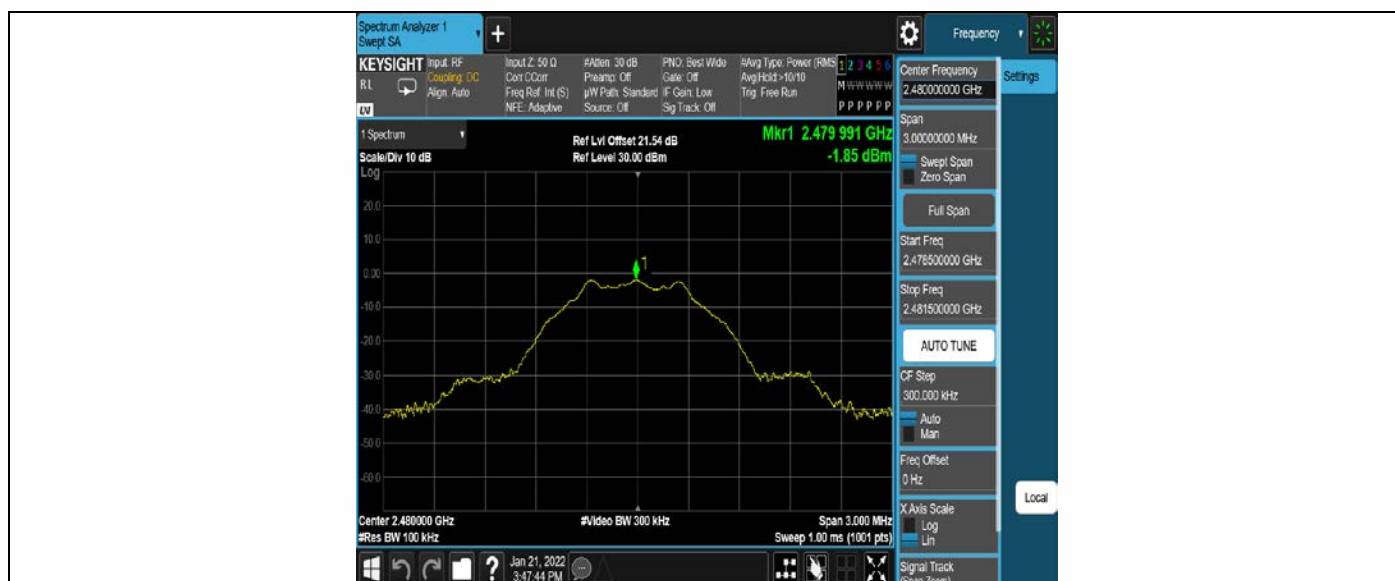 Spectrum Analyzer 1
Swept SA
+
Frequency
KEYSIGHT
Input: RF
Coupling: DC
Align: Auto
Input Z: 50 Ω
Corr CCorr
Freq Ref: Int (S)
NFE: Adaptive
#Atten: 30 dB
Preamp: Off
µW Path: Standard
Source: Off
PNO: Best Wide
Gate: Off
IF Gain: Low
Sig Track: Off
#Avg Type: Power (RMS
Avg|Hold:>10/10
Trig: Free Run
1 2 3 4 5 6
M W W W W W
P P P P P P
RL
Center Frequency
2.480000000 GHz
Settings
Span
3.00000000 MHz
Swept Span
Zero Span
Full Span
Start Freq
2.478500000 GHz
Stop Freq
2.481500000 GHz
AUTO TUNE
CF Step
300.000 kHz
Auto
Man
Freq Offset
0 Hz
X Axis Scale
Log
Lin
Signal Track
(Span Zoom)
Local
1 Spectrum
Scale/Div 10 dB
Log
Ref Lvl Offset 21.54 dB
Ref Level 30.00 dBm
Mkr1 2.479 991 GHz
-1.85 dBm
20.0
10.0
0.00
1
-10.0
-20.0
-30.0
-40.0
-50.0
-60.0
Center 2.480000 GHz
#Res BW 100 kHz
#Video BW 300 kHz
Span 3.000 MHz
Sweep 1.00 ms (1001 pts)
?
Jan 21, 2022
3:47:44 PM